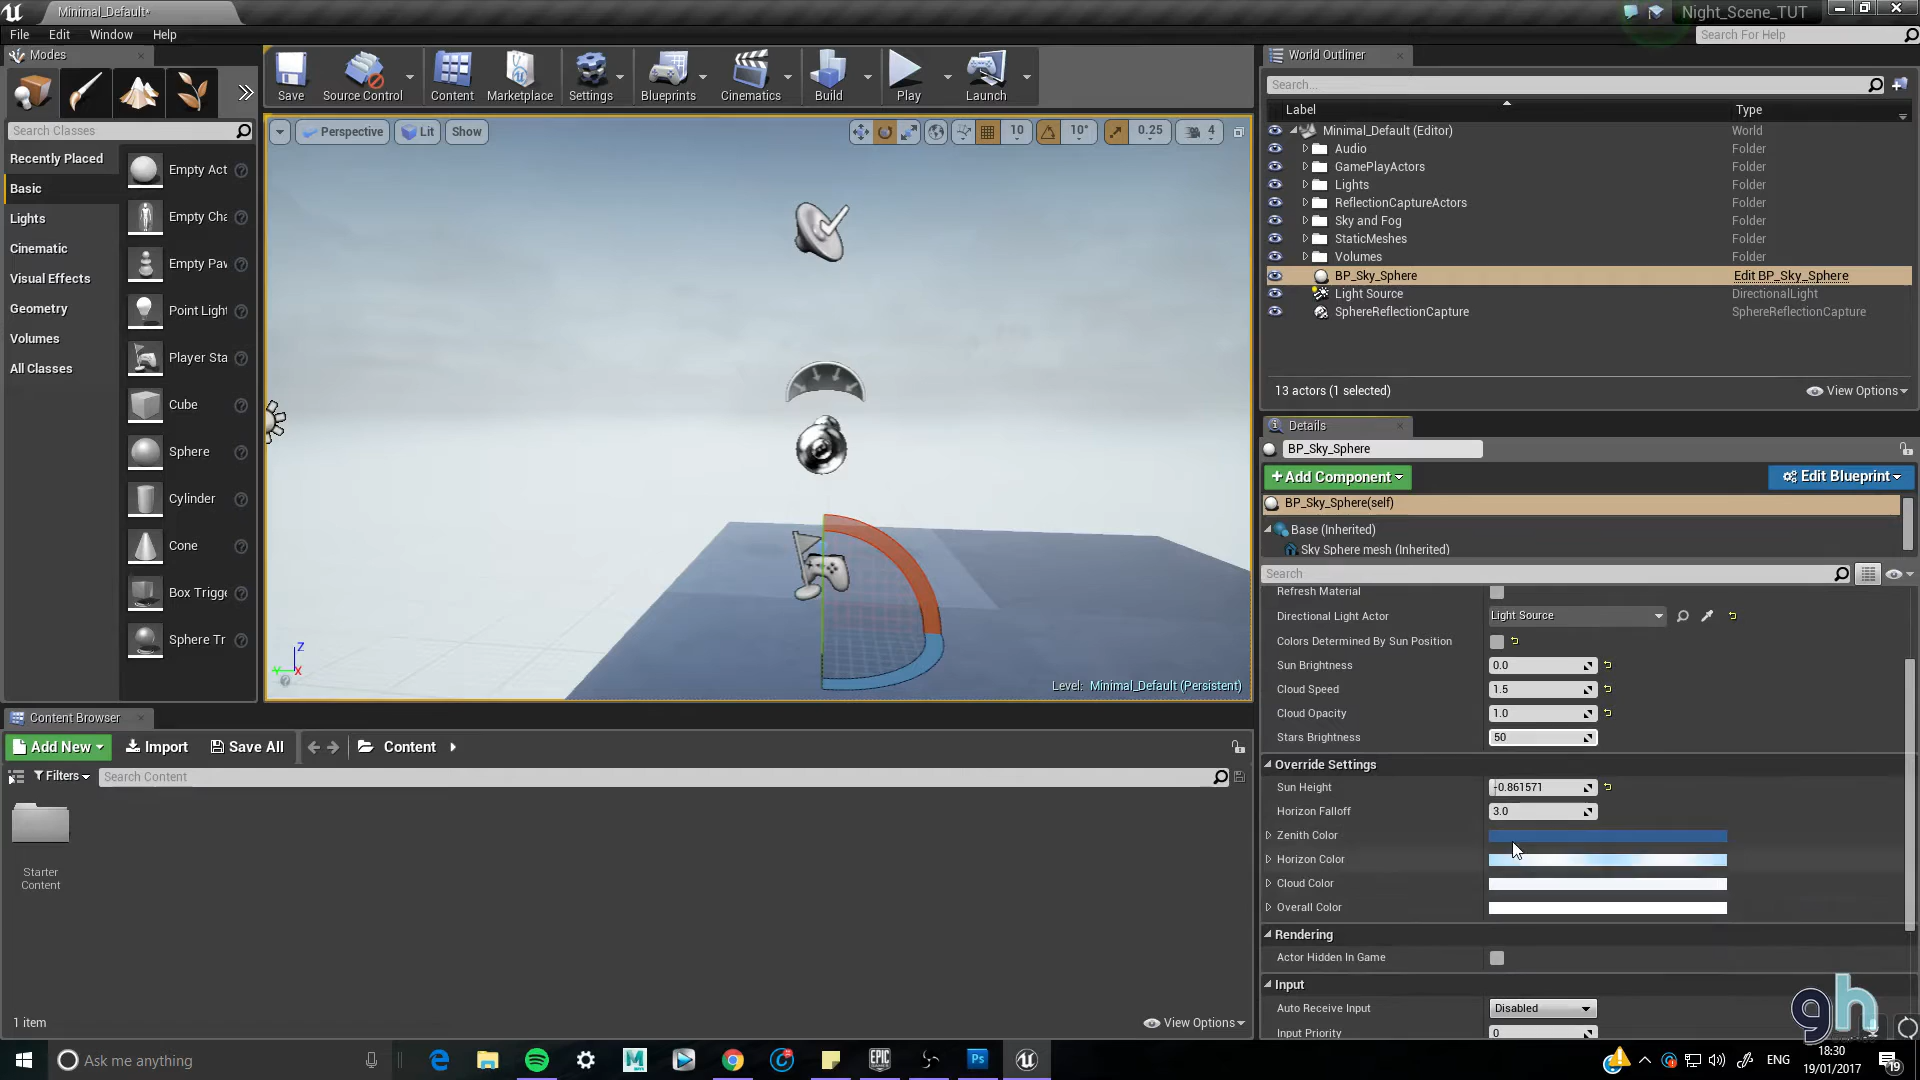 Minimal_Default*
Night_Scene_TUT
File Edit Window Help
Search For Help
Modes
Save
Source Control
Content
Marketplace
Settings
Blueprints
Cinematics
Build
Play
Launch
Search Classes
Recently Placed
Basic
Lights
Cinematic
Visual Effects
Geometry
Volumes
All Classes
Empty Act
Empty Cha
Empty Paw
Point Light
Player Sta
Cube
Sphere
Cylinder
Cone
Box Trigge
Sphere Tr
Perspective
Lit
Show
10
10°
0.25
4
Z
Y
X
Level: Minimal_Default (Persistent)
World Outliner
Search...
Label Type
Minimal_Default (Editor) World
Audio Folder
GamePlayActors Folder
Lights Folder
ReflectionCaptureActors Folder
Sky and Fog Folder
StaticMeshes Folder
Volumes Folder
BP_Sky_Sphere Edit BP_Sky_Sphere
Light Source DirectionalLight
SphereReflectionCapture SphereReflectionCapture
13 actors (1 selected)
View Options
Details
BP_Sky_Sphere
+ Add Component
Edit Blueprint
BP_Sky_Sphere(self)
Base (Inherited)
Sky Sphere mesh (Inherited)
Search
Refresh Material
Directional Light Actor Light Source
Colors Determined By Sun Position
Sun Brightness 0.0
Cloud Speed 1.5
Cloud Opacity 1.0
Stars Brightness 50
Override Settings
Sun Height -0.861571
Horizon Falloff 3.0
Zenith Color
Horizon Color
Cloud Color
Overall Color
Rendering
Actor Hidden In Game
Input
Auto Receive Input Disabled
Input Priority 0
Content Browser
Add New
Import
Save All
Content
Filters
Search Content
Starter
Content
1 item
View Options
gh
Ask me anything
ENG
18:30
19/01/2017
19